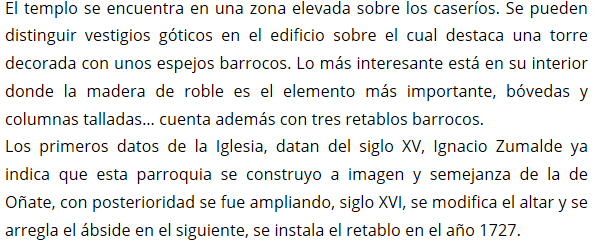 El templo se encuentra en una zona elevada sobre los caseríos. Se pueden
distinguir vestigios góticos en el edificio sobre el cual destaca una torre
decorada con unos espejos barrocos. Lo más interesante está en su interior
donde la madera de roble es el elemento más importante, bóvedas y
columnas talladas... cuenta además con tres retablos barrocos.
Los primeros datos de la Iglesia, datan del siglo XV, Ignacio Zumalde ya
indica que esta parroquia se construyo a imagen y semejanza de la de
Oñate, con posterioridad se fue ampliando, siglo XVI, se modifica el altar y se
arregla el ábside en el siguiente, se instala el retablo en el año 1727.